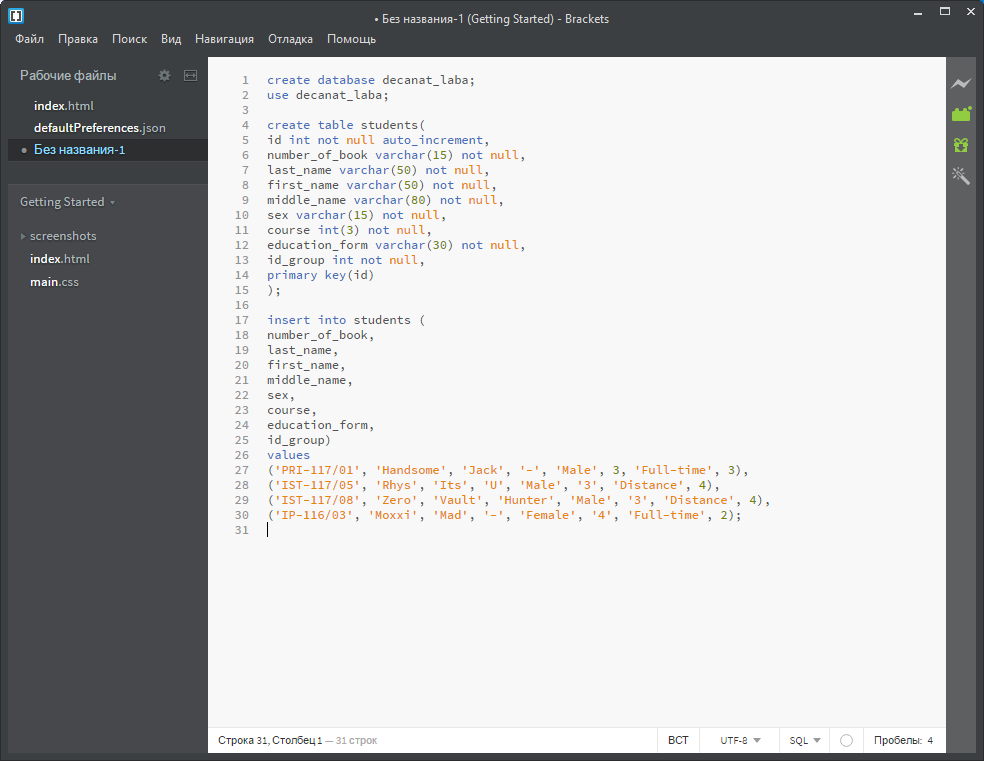 • Без названия-1 (Getting Started) - Brackets
Файл Правка Поиск Вид Навигация Отладка Помощь
Рабочие файлы
index.html
defaultPreferences.json
• Без названия-1
Getting Started
screenshots
index.html
main.css
1 create database decanat_laba;
2 use decanat_laba;
3
4 create table students(
5 id int not null auto_increment,
6 number_of_book varchar(15) not null,
7 last_name varchar(50) not null,
8 first_name varchar(50) not null,
9 middle_name varchar(80) not null,
10 sex varchar(15) not null,
11 course int(3) not null,
12 education_form varchar(30) not null,
13 id_group int not null,
14 primary key(id)
15 );
16
17 insert into students (
18 number_of_book,
19 last_name,
20 first_name,
21 middle_name,
22 sex,
23 course,
24 education_form,
25 id_group)
26 values
27 ('PRI-117/01', 'Handsome', 'Jack', '-', 'Male', 3, 'Full-time', 3),
28 ('IST-117/05', 'Rhys', 'Its', 'U', 'Male', '3', 'Distance', 4),
29 ('IST-117/08', 'Zero', 'Vault', 'Hunter', 'Male', '3', 'Distance', 4),
30 ('IP-116/03', 'Moxxi', 'Mad', '-', 'Female', '4', 'Full-time', 2);
31
Строка 31, Столбец 1 — 31 строк ВСТ UTF-8 SQL Пробелы: 4